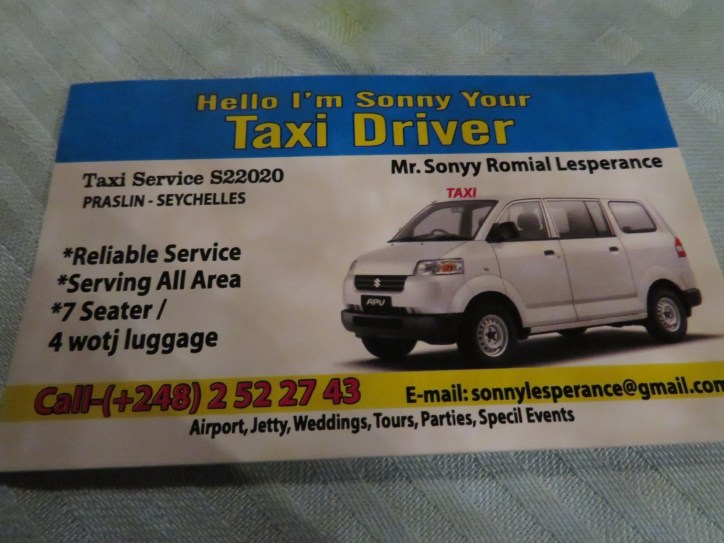 Hello I'm Sonny Your
Taxi Driver
Mr. Sonyy Romial Lesperance
Taxi Service S22020
PRASLIN - SEYCHELLES
TAXI
*Reliable Service
*Serving All Area
*7 Seater /
4 wotj luggage
APV
Call-(+248) 2 52 27 43
E-mail: sonnylesperance@gmail.com
Airport, Jetty, Weddings, Tours, Parties, Specil Events